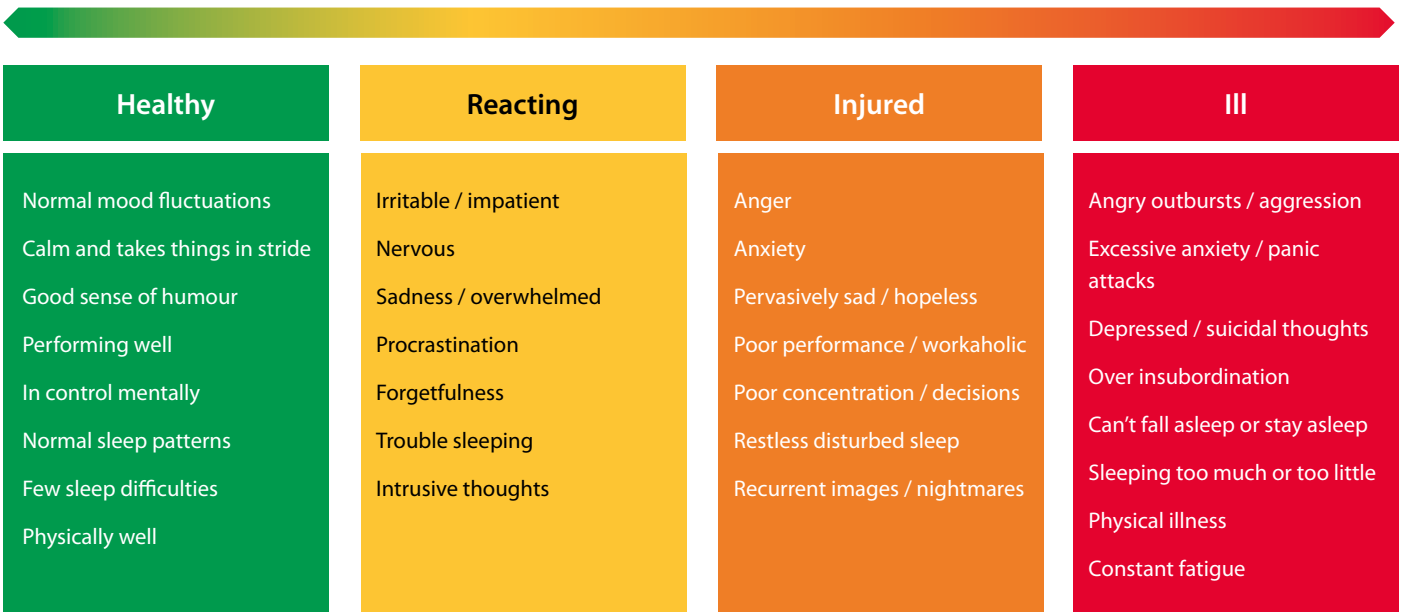 Healthy
Normal mood fluctuations
Calm and takes things in stride
Good sense of humour
Performing well
In control mentally
Normal sleep patterns
Few sleep difficulties
Physically well
Reacting
Irritable / impatient
Nervous
Sadness / overwhelmed
Procrastination
Forgetfulness
Trouble sleeping
Intrusive thoughts
Injured
Anger
Anxiety
Pervasively sad / hopeless
Poor performance / workaholic
Poor concentration / decisions
Restless disturbed sleep
Recurrent images / nightmares
Ill
Angry outbursts / aggression
Excessive anxiety / panic
attacks
Depressed / suicidal thoughts
Over insubordination
Can’t fall asleep or stay asleep
Sleeping too much or too little
Physical illness
Constant fatigue